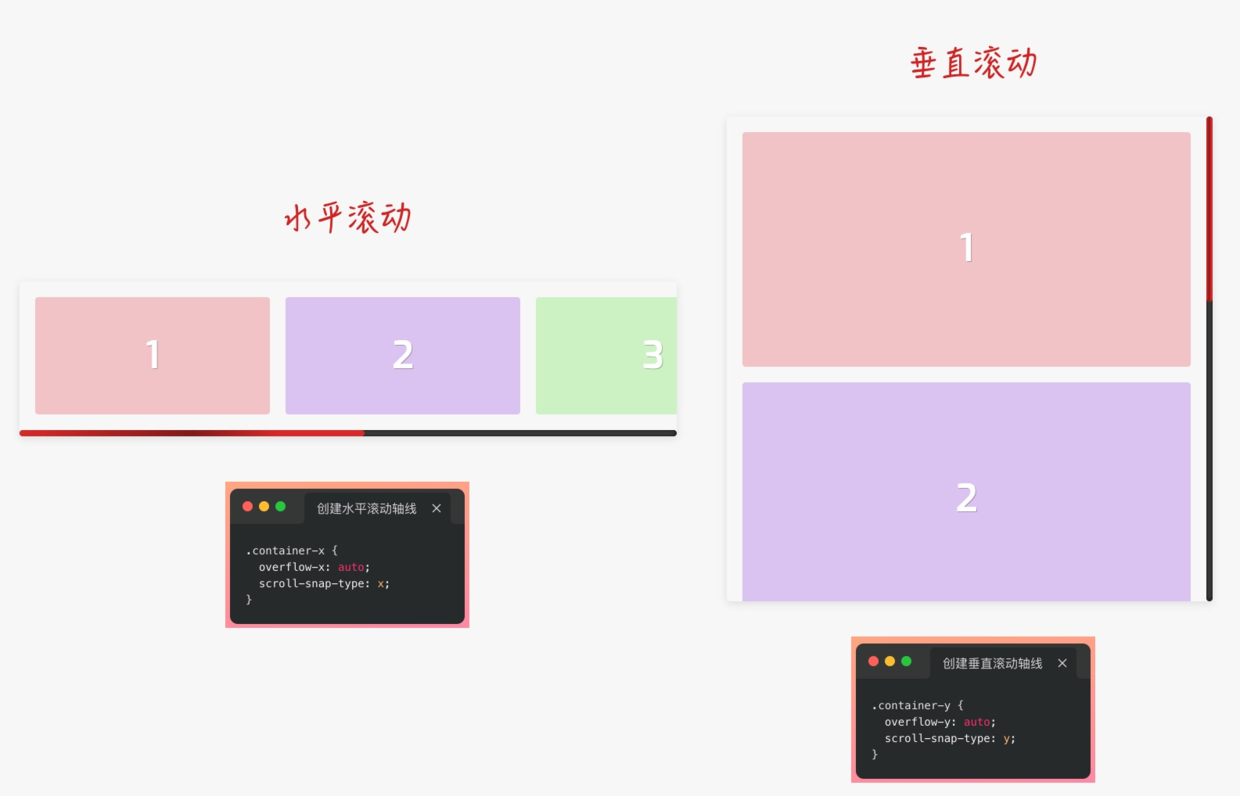 水平滚动
1
2
3
创建水平滚动轴线
.container-x {
  overflow-x: auto;
  scroll-snap-type: x;
}
垂直滚动
1
2
创建垂直滚动轴线
.container-y {
  overflow-y: auto;
  scroll-snap-type: y;
}